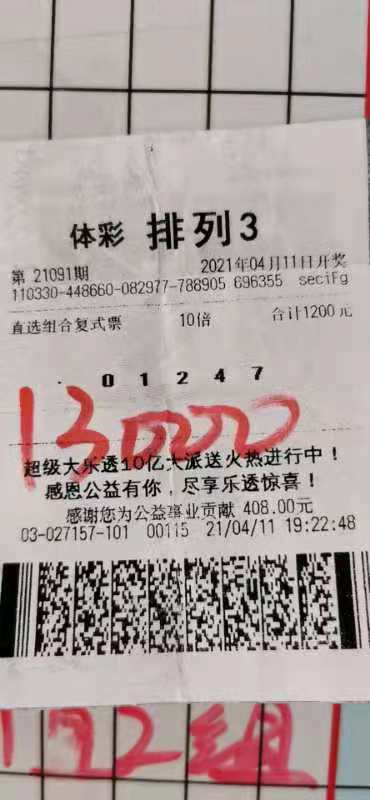 体彩 排列3
第 21091期 2021年04月11日开奖
110330-448660-082977-788905 696355 seciFg
直选组合复式票 10倍 合计1200元
0 1 2 4 7
13000
超级大乐透10亿大派送火热进行中！
感恩公益有你，尽享乐透惊喜！
感谢您为公益事业贡献 408.00元
03-027157-101 00115 21/04/11 19:22:48
组